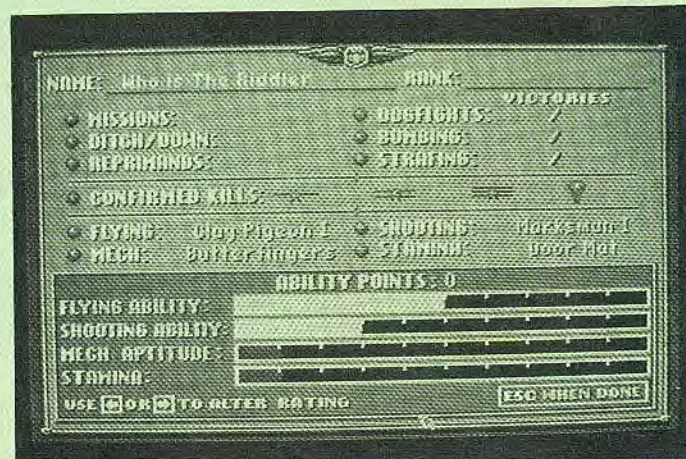 NAME: Who is The Riddler RANK:
VICTORIES
MISSIONS: DOGFIGHTS: /
DITCH/DOWN: BOMBING: /
REPRIMANDS: STRAFING: /
CONFIRMED KILLS:
FLYING: Clay Pigeon I SHOOTING: Marksman I
MECH: Butterfingers STAMINA: Door Mat
ABILITY POINTS: 0
FLYING ABILITY:
SHOOTING ABILITY:
MECH APTITUDE:
STAMINA:
USE OR TO ALTER RATING ESC WHEN DONE